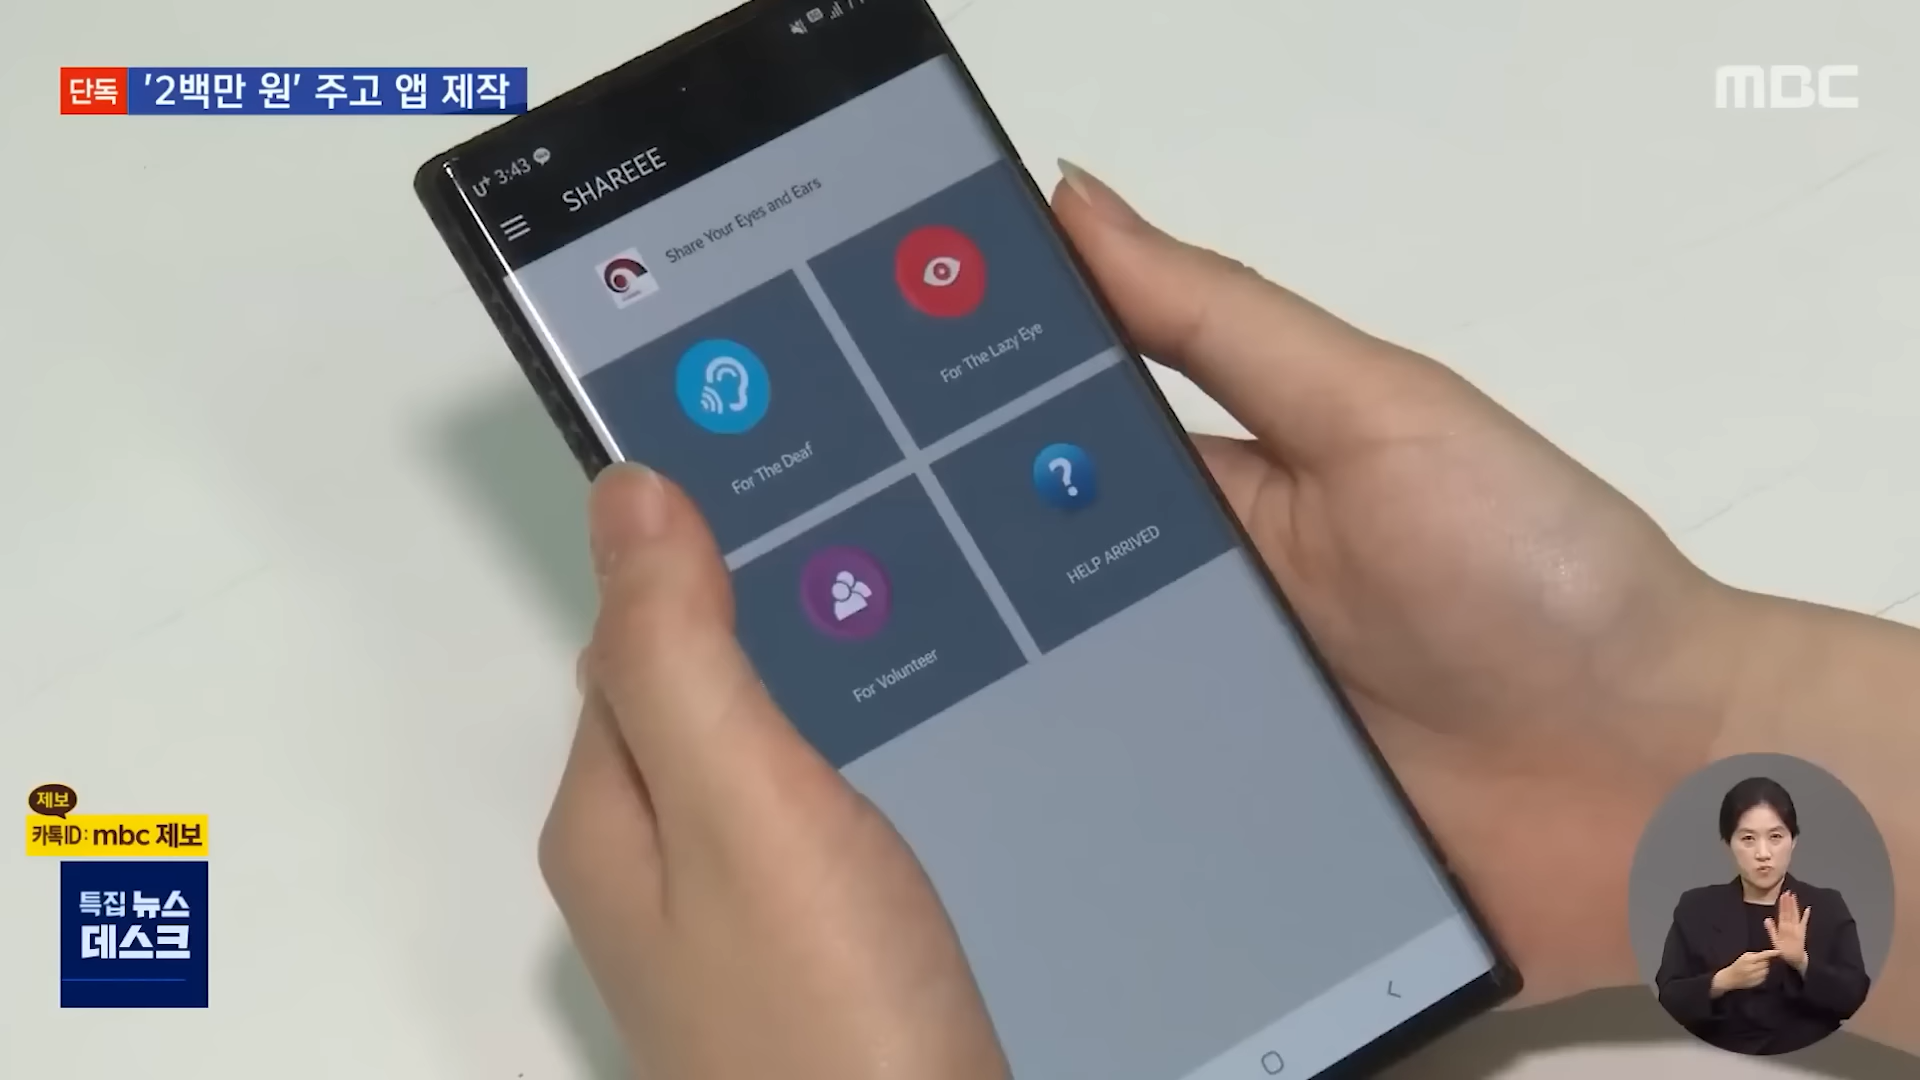 단독 '2백만 원' 주고 앱 제작
MBC
U+ 3:43
SHAREEE
Share Your Eyes and Ears
For The Deaf
For The Lazy Eye
For Volunteer
HELP ARRIVED
제보
카톡ID: mbc 제보
특집 뉴스
데스크